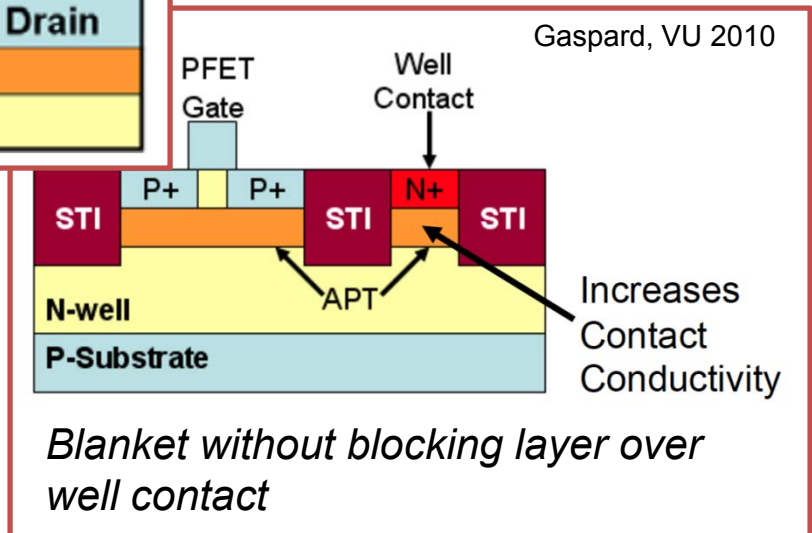 Drain
Gaspard, VU 2010
PFET
Gate
Well
Contact
P+ P+ N+
STI STI STI
APT
N-well
P-Substrate
Increases
Contact
Conductivity
Blanket without blocking layer over
well contact